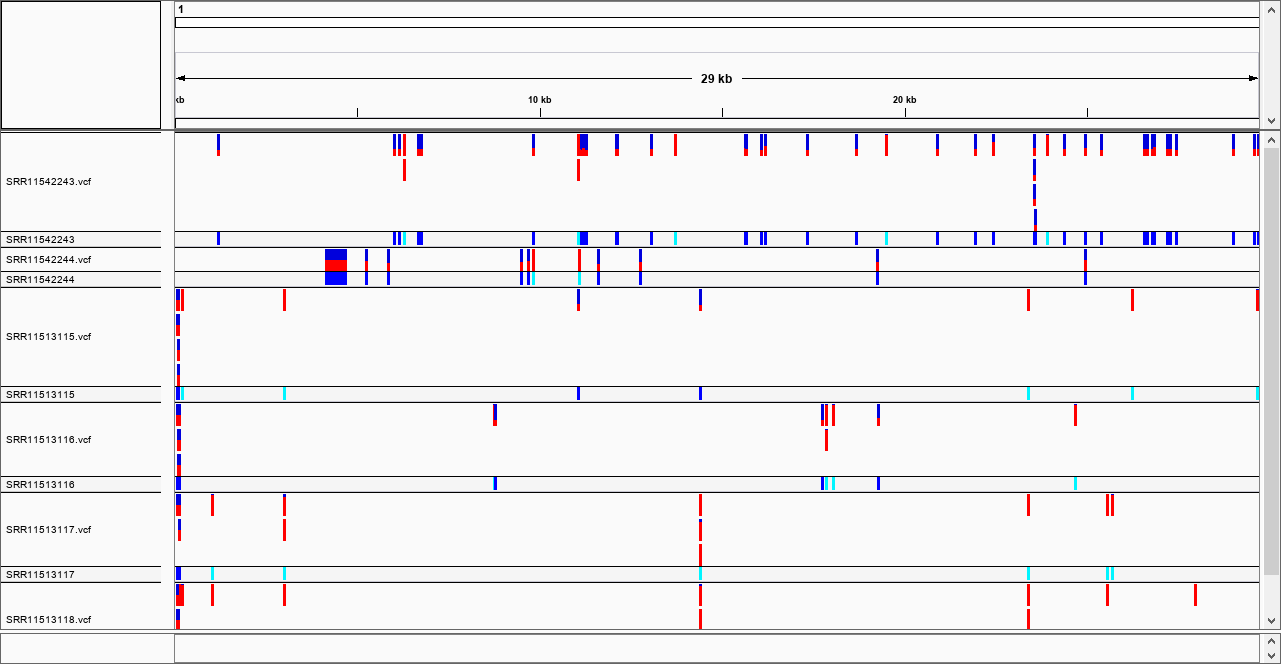 1
29 kb
kb
10 kb
20 kb
SRR11542243.vcf
SRR11542243
SRR11542244.vcf
SRR11542244
SRR11513115.vcf
SRR11513115
SRR11513116.vcf
SRR11513116
SRR11513117.vcf
SRR11513117
SRR11513118.vcf